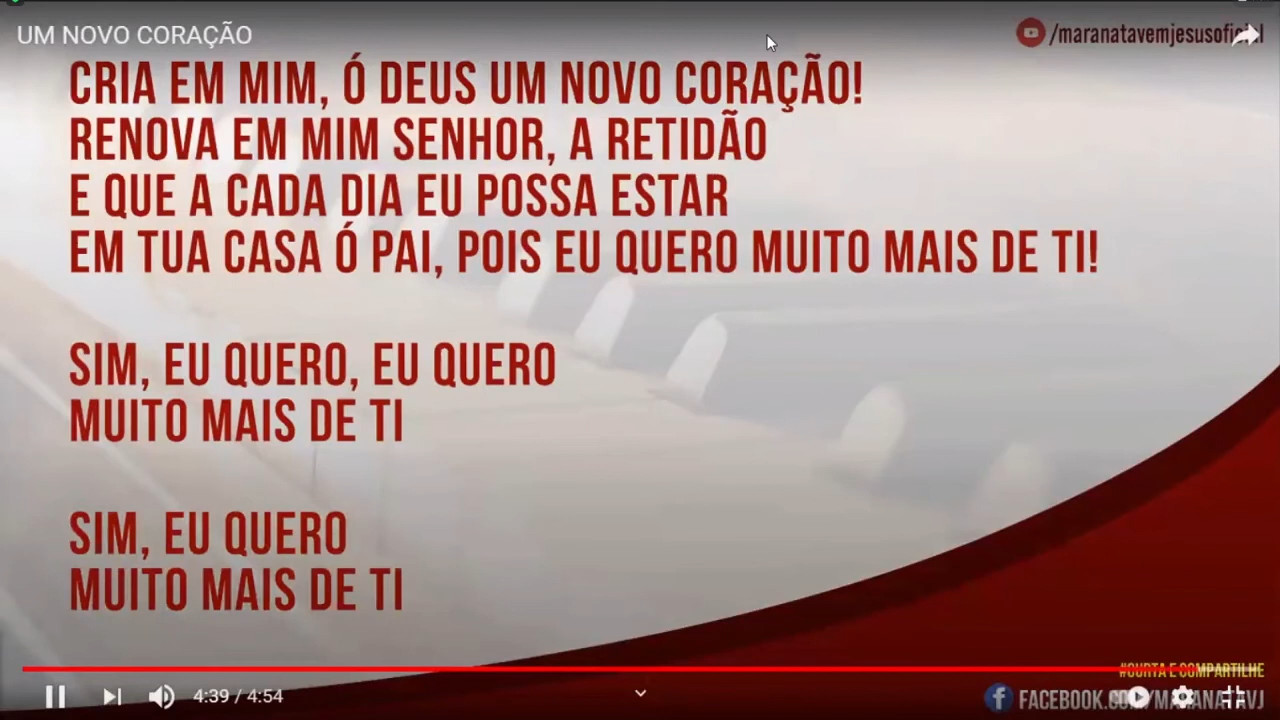 UM NOVO CORAÇÃO
CRIA EM MIM, Ó DEUS UM NOVO CORAÇÃO!
RENOVA EM MIM SENHOR, A RETIDÃO
E QUE A CADA DIA EU POSSA ESTAR
EM TUA CASA Ó PAI, POIS EU QUERO MUITO MAIS DE TI!
SIM, EU QUERO, EU QUERO
MUITO MAIS DE TI
SIM, EU QUERO
MUITO MAIS DE TI
#CURTA E COMPARTILHE
4:39 / 4:54